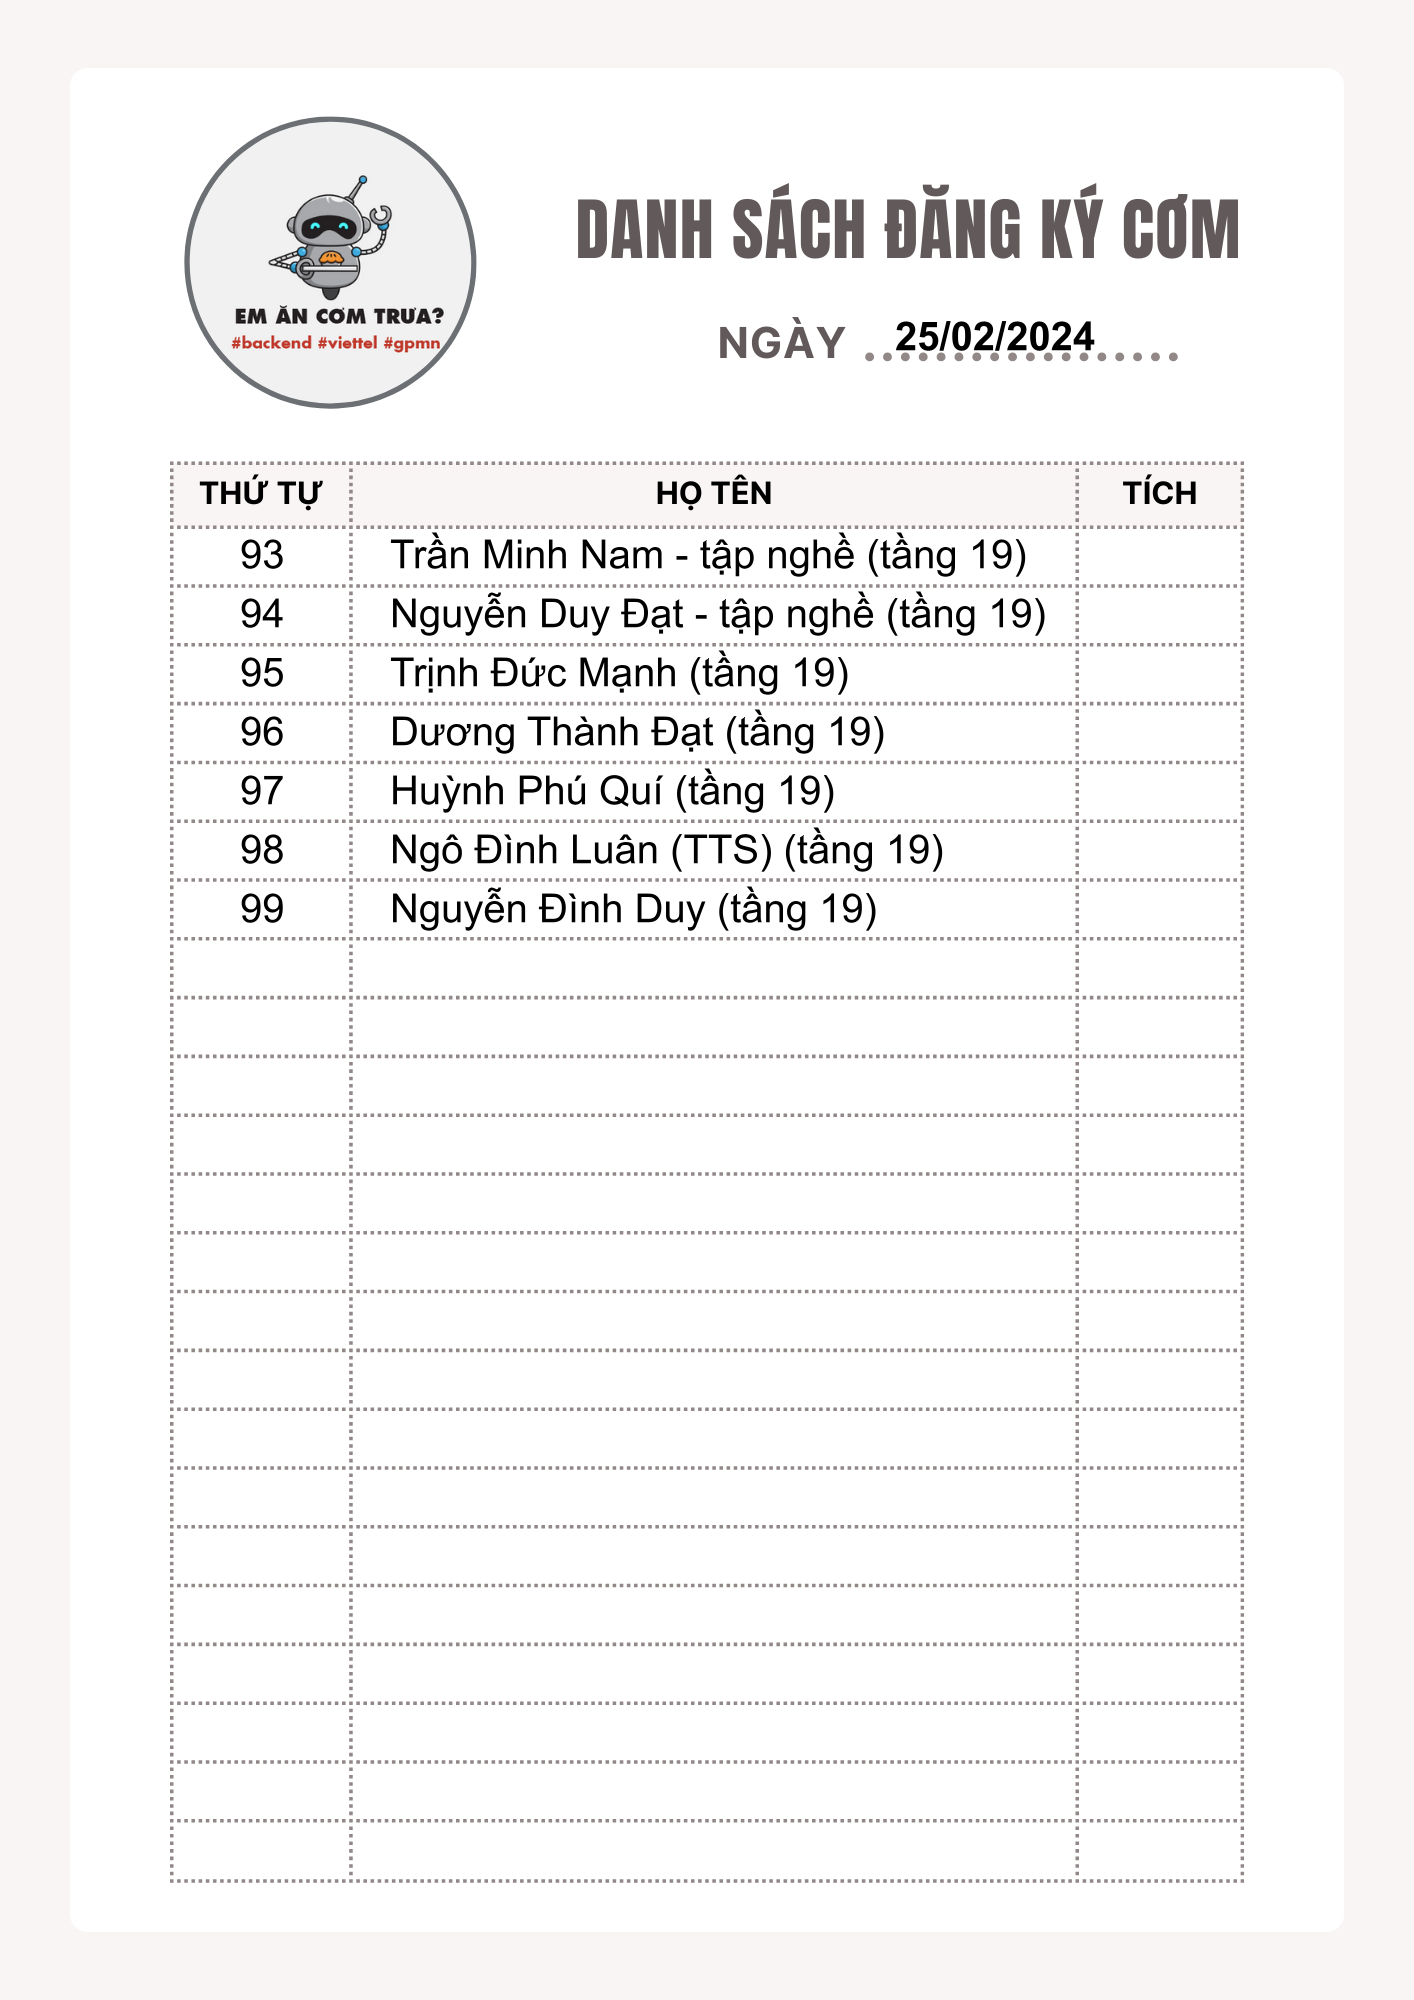 EM ĂN CƠM TRƯA?
#backend #viettel #gpmn
DANH SÁCH ĐĂNG KÝ CƠM
NGÀY 25/02/2024
THỨ TỰ HỌ TÊN TÍCH
93 Trần Minh Nam - tập nghề (tầng 19)
94 Nguyễn Duy Đạt - tập nghề (tầng 19)
95 Trịnh Đức Mạnh (tầng 19)
96 Dương Thành Đạt (tầng 19)
97 Huỳnh Phú Quí (tầng 19)
98 Ngô Đình Luân (TTS) (tầng 19)
99 Nguyễn Đình Duy (tầng 19)